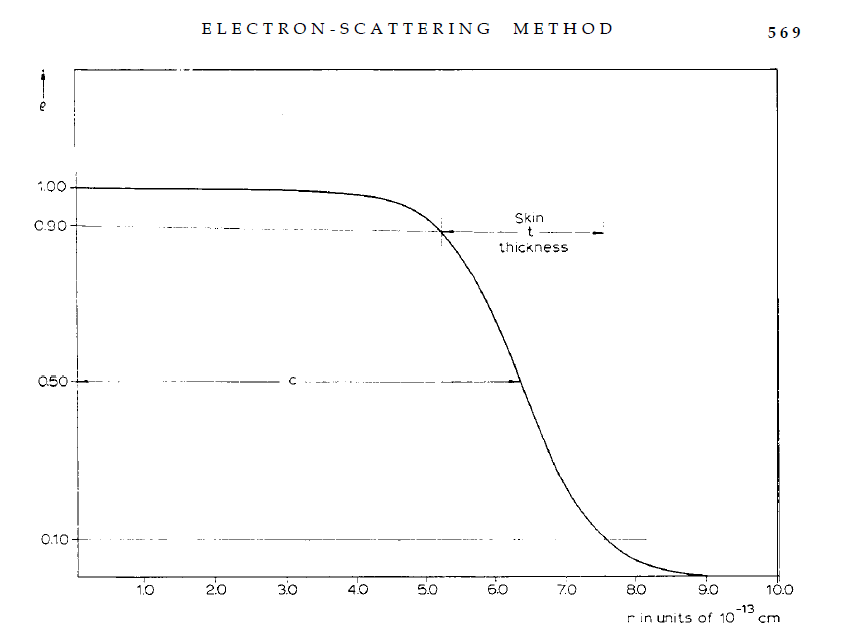 ELECTRON-SCATTERING METHOD 569
ρ
1.00
0.90
Skin
t
thickness
0.50
c
0.10
1.0 2.0 3.0 4.0 5.0 6.0 7.0 8.0 9.0 10.0
r in units of 10⁻¹³ cm